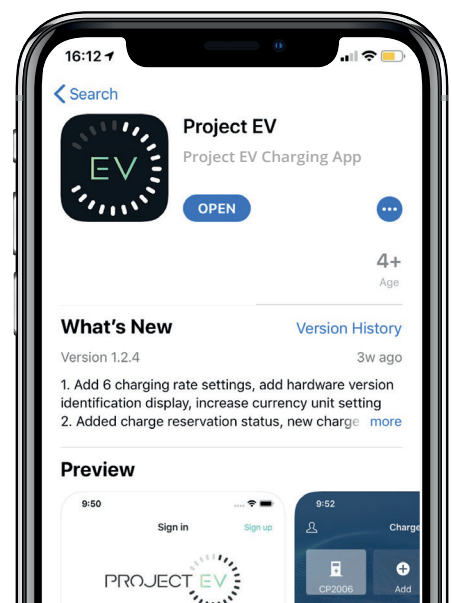 16:12
Search
EV
Project EV
Project EV Charging App
OPEN
4+
Age
What's New
Version History
Version 1.2.4
3w ago
1. Add 6 charging rate settings, add hardware version
identification display, increase currency unit setting
2. Added charge reservation status, new charge more
Preview
9:50
Sign in
Sign up
PROJECT EV
9:52
Charge
CP2006
Add